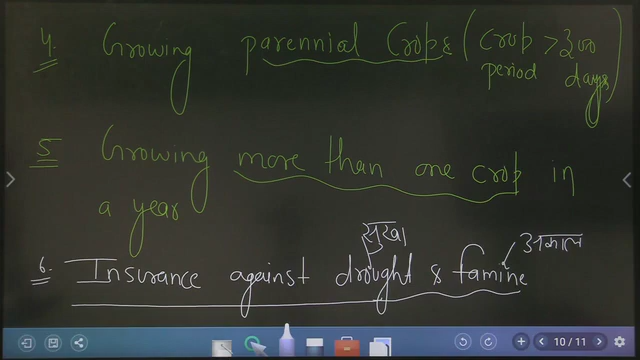 4. Growing parennial Crops (Crop > 300
period days)
5 Growing more than one crop in
a year
सुखा
अकाल
6. Insurance against drought & famine
10 / 11